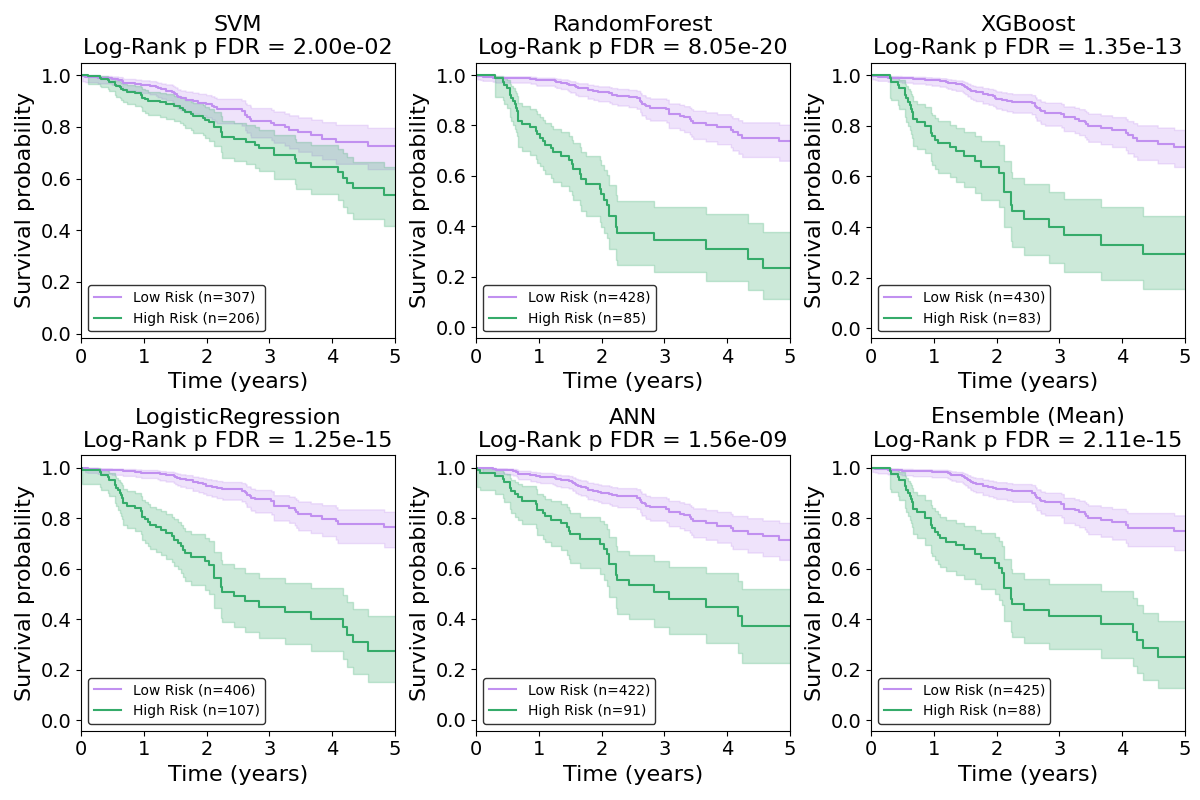 SVM
Log-Rank p FDR = 2.00e-02
Survival probability
1.0
0.8
0.6
0.4
0.2
0.0
Low Risk (n=307)
High Risk (n=206)
0 1 2 3 4 5
Time (years)
RandomForest
Log-Rank p FDR = 8.05e-20
Survival probability
1.0
0.8
0.6
0.4
0.2
0.0
Low Risk (n=428)
High Risk (n=85)
0 1 2 3 4 5
Time (years)
XGBoost
Log-Rank p FDR = 1.35e-13
Survival probability
1.0
0.8
0.6
0.4
0.2
0.0
Low Risk (n=430)
High Risk (n=83)
0 1 2 3 4 5
Time (years)
LogisticRegression
Log-Rank p FDR = 1.25e-15
Survival probability
1.0
0.8
0.6
0.4
0.2
0.0
Low Risk (n=406)
High Risk (n=107)
0 1 2 3 4 5
Time (years)
ANN
Log-Rank p FDR = 1.56e-09
Survival probability
1.0
0.8
0.6
0.4
0.2
0.0
Low Risk (n=422)
High Risk (n=91)
0 1 2 3 4 5
Time (years)
Ensemble (Mean)
Log-Rank p FDR = 2.11e-15
Survival probability
1.0
0.8
0.6
0.4
0.2
0.0
Low Risk (n=425)
High Risk (n=88)
0 1 2 3 4 5
Time (years)